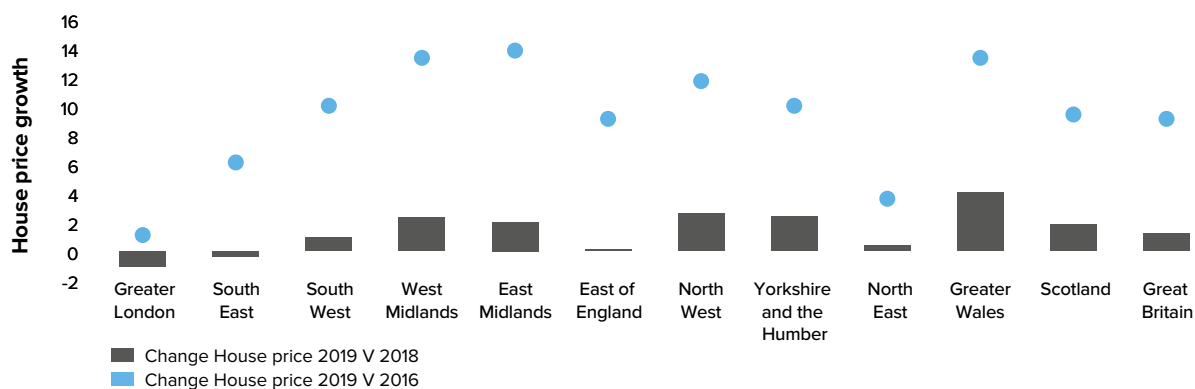 House price growth
16
14
12
10
8
6
4
2
0
-2
Greater
London
South
East
South
West
West
Midlands
East
Midlands
East of
England
North
West
Yorkshire
and the
Humber
North
East
Greater
Wales
Scotland
Great
Britain
Change House price 2019 V 2018
Change House price 2019 V 2016